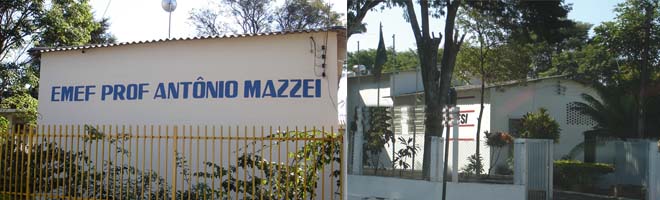 EMEF PROF ANTÔNIO MAZZEI